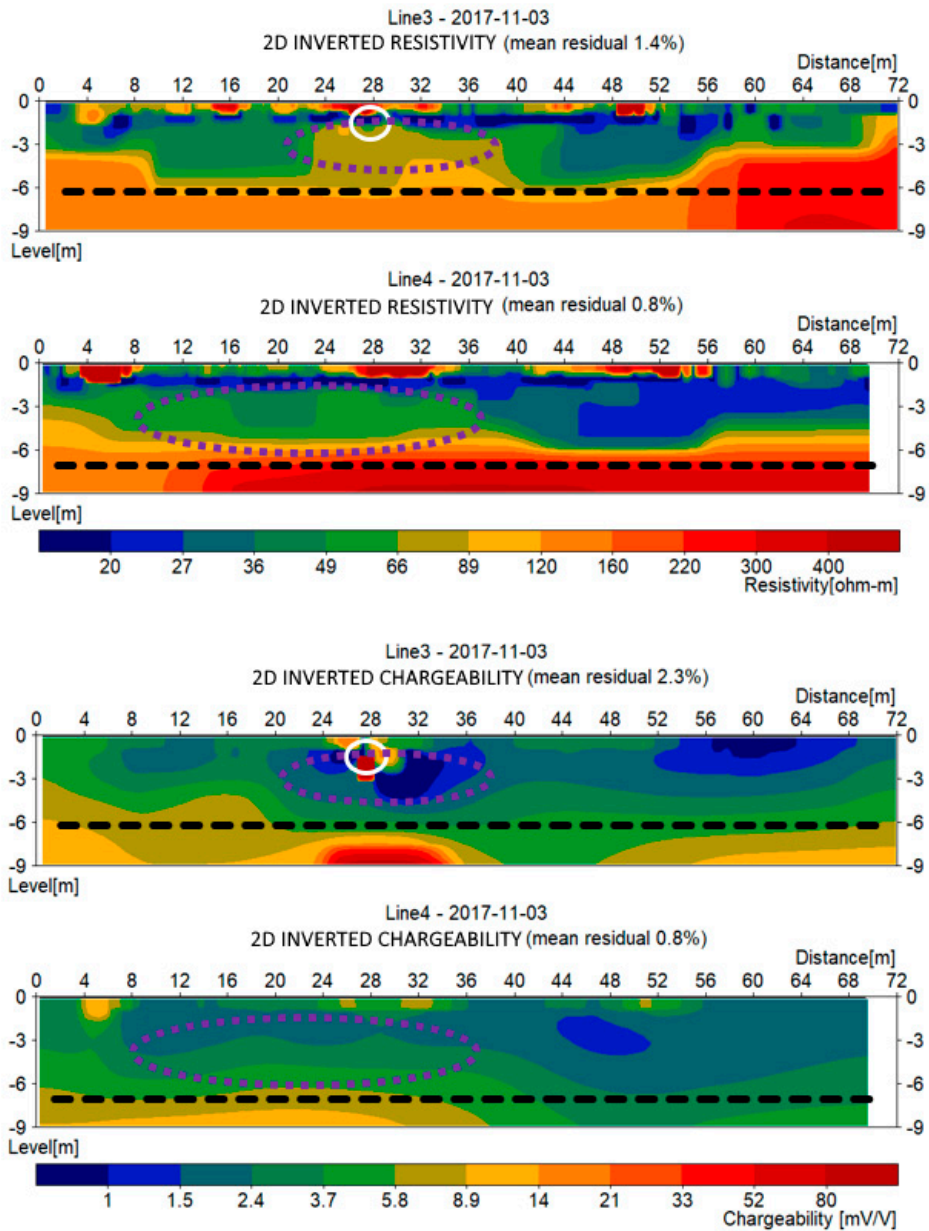 Line3 - 2017-11-03
2D INVERTED RESISTIVITY (mean residual 1.4%)
Distance[m]
0 4 8 12 16 20 24 28 32 36 40 44 48 52 56 60 64 68 72
0 0
-3 -3
-6 -6
-9 -9
Level[m]
Line4 - 2017-11-03
2D INVERTED RESISTIVITY (mean residual 0.8%)
Distance[m]
0 4 8 12 16 20 24 28 32 36 40 44 48 52 56 60 64 68 72
0 0
-3 -3
-6 -6
-9 -9
Level[m]
20 27 36 49 66 89 120 160 220 300 400
Resistivity[ohm-m]
Line3 - 2017-11-03
2D INVERTED CHARGEABILITY (mean residual 2.3%)
Distance[m]
0 4 8 12 16 20 24 28 32 36 40 44 48 52 56 60 64 68 72
0 0
-3 -3
-6 -6
-9 -9
Level[m]
Line4 - 2017-11-03
2D INVERTED CHARGEABILITY (mean residual 0.8%)
Distance[m]
0 4 8 12 16 20 24 28 32 36 40 44 48 52 56 60 64 68 72
0 0
-3 -3
-6 -6
-9 -9
Level[m]
1 1.5 2.4 3.7 5.8 8.9 14 21 33 52 80
Chargeability [mV/V]